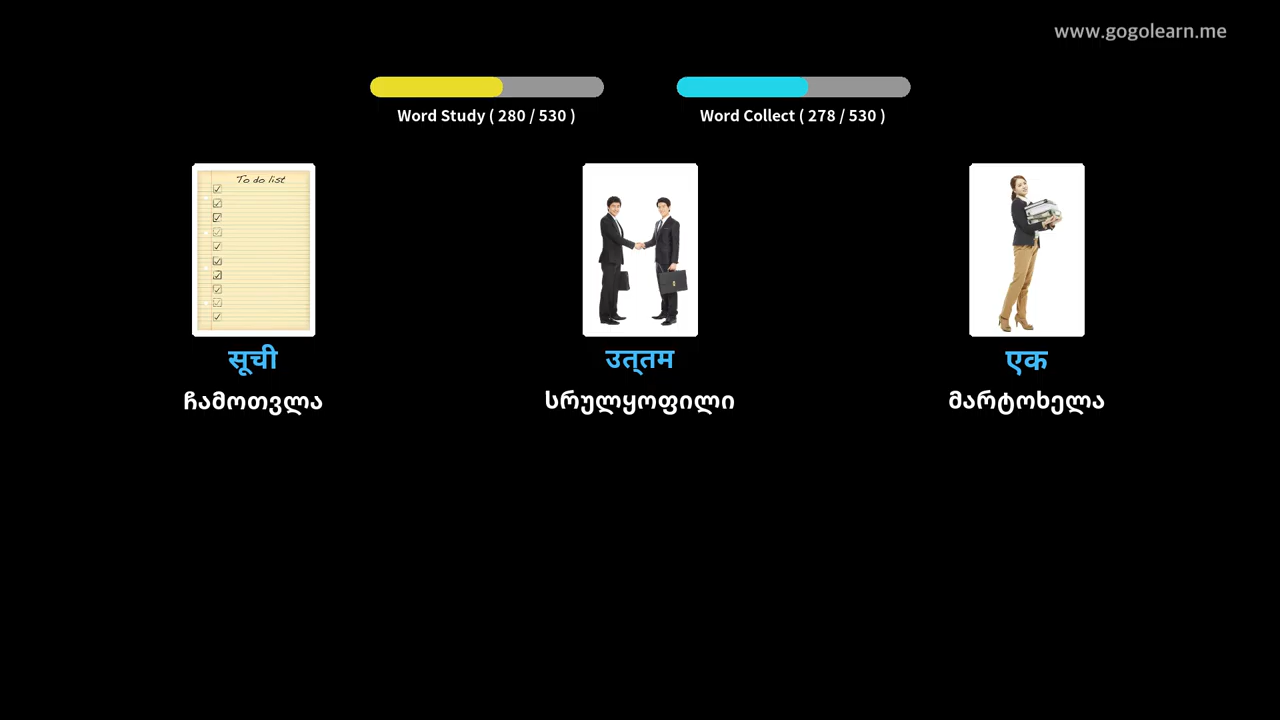 www.gogolearn.me
Word Study ( 280 / 530 )
Word Collect ( 278 / 530 )
To do list
सूची
उत्तम
एक
ჩამოთვლა
სრულყოფილი
მარტოხელა